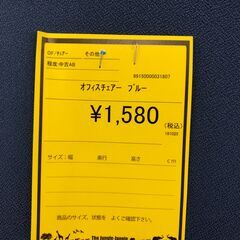 OF/チェアー その他
程度:中古AB
99150000031807
オフィスチェアー ブルー
¥1,580
(税込)
181020
サイズ:幅 奥行 高さ cm
商品のサイズ、状態を よくご確認下さい。
The Jungle-Jungle